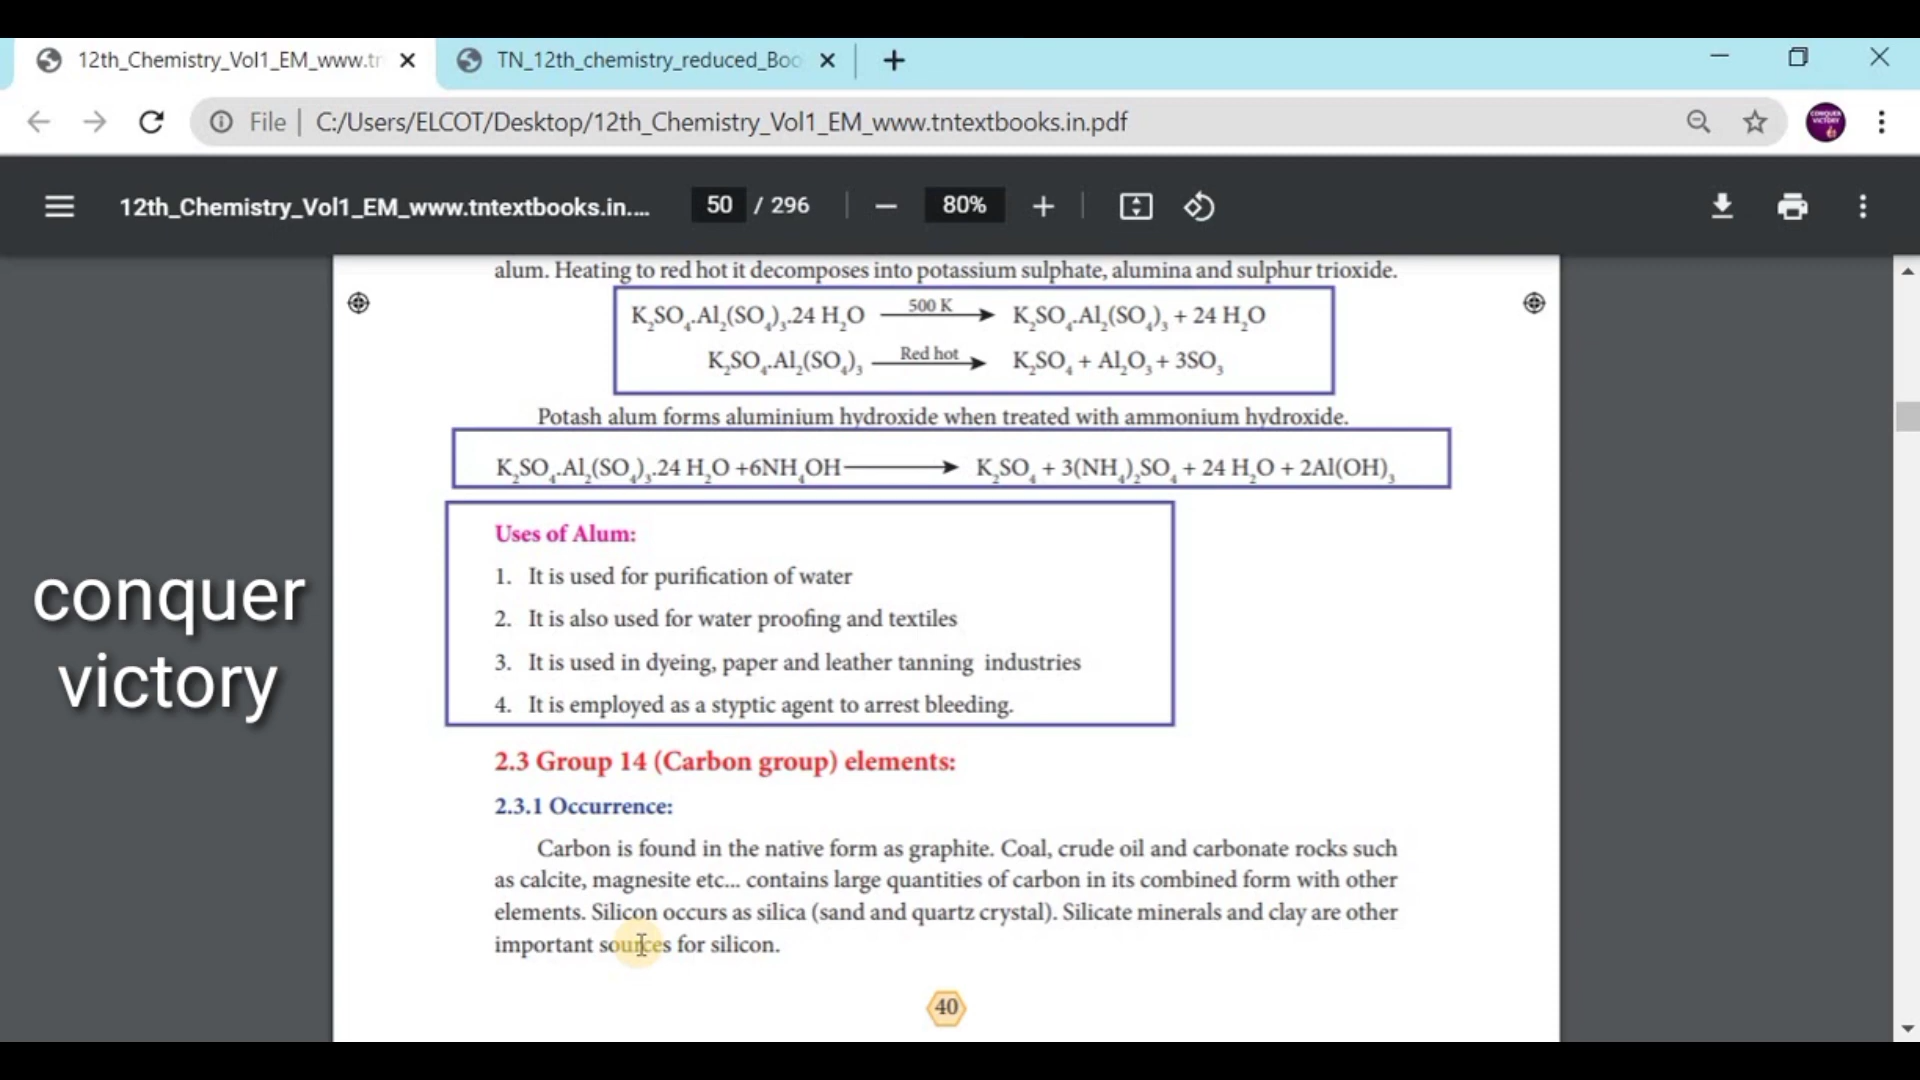 12th_Chemistry_Vol1_EM_www.tn
TN_12th_chemistry_reduced_Boo
File | C:/Users/ELCOT/Desktop/12th_Chemistry_Vol1_EM_www.tntextbooks.in.pdf
CONQUER VICTORY
12th_Chemistry_Vol1_EM_www.tntextbooks.in.... 50 / 296 80%
alum. Heating to red hot it decomposes into potassium sulphate, alumina and sulphur trioxide.
K₂SO₄.Al₂(SO₄)₃.24 H₂O 500 K → K₂SO₄.Al₂(SO₄)₃ + 24 H₂O
K₂SO₄.Al₂(SO₄)₃ Red hot → K₂SO₄ + Al₂O₃ + 3SO₃
Potash alum forms aluminium hydroxide when treated with ammonium hydroxide.
K₂SO₄.Al₂(SO₄)₃.24 H₂O +6NH₄OH → K₂SO₄ + 3(NH₄)₂SO₄ + 24 H₂O + 2Al(OH)₃
Uses of Alum:
1. It is used for purification of water
2. It is also used for water proofing and textiles
3. It is used in dyeing, paper and leather tanning industries
4. It is employed as a styptic agent to arrest bleeding.
conquer
victory
2.3 Group 14 (Carbon group) elements:
2.3.1 Occurrence:
Carbon is found in the native form as graphite. Coal, crude oil and carbonate rocks such
as calcite, magnesite etc... contains large quantities of carbon in its combined form with other
elements. Silicon occurs as silica (sand and quartz crystal). Silicate minerals and clay are other
important sources for silicon.
40